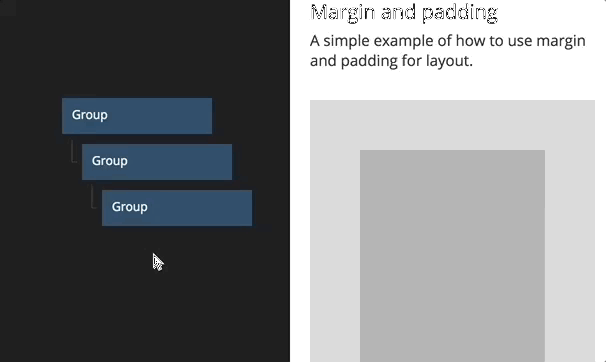 Group
Group
Group
Margin and padding
A simple example of how to use margin
and padding for layout.